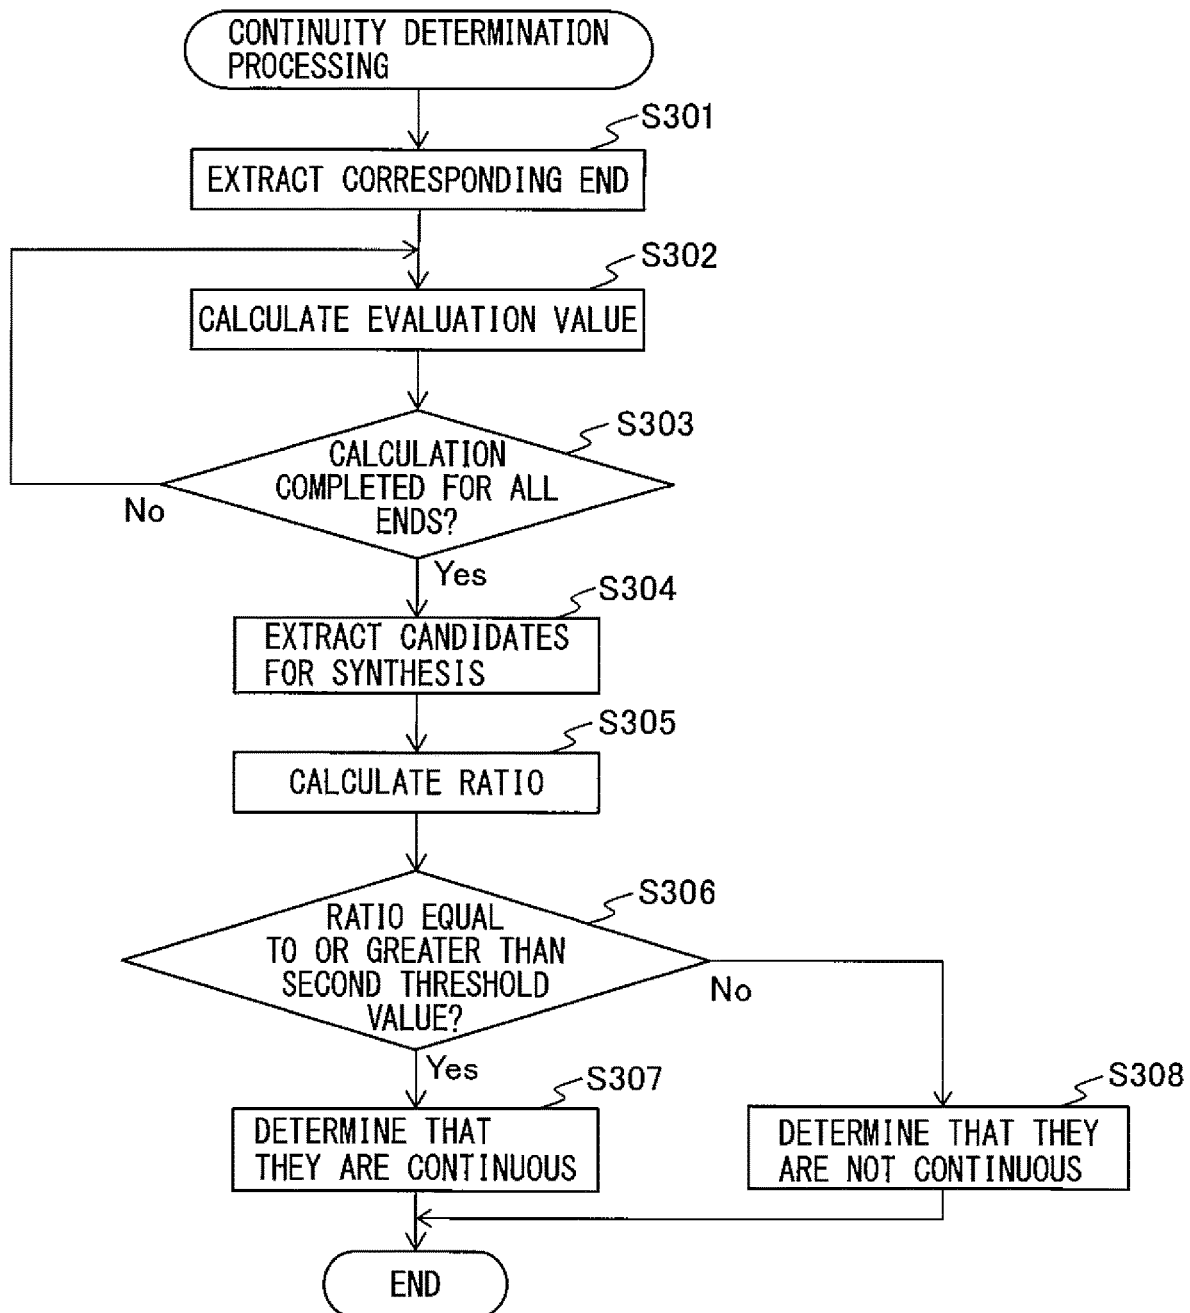 CONTINUITY DETERMINATION
PROCESSING
S301
EXTRACT CORRESPONDING END
S302
CALCULATE EVALUATION VALUE
S303
CALCULATION
COMPLETED FOR ALL
ENDS?
No
Yes
S304
EXTRACT CANDIDATES
FOR SYNTHESIS
S305
CALCULATE RATIO
S306
RATIO EQUAL
TO OR GREATER THAN
SECOND THRESHOLD
VALUE?
No
Yes
S307
DETERMINE THAT
THEY ARE CONTINUOUS
S308
DETERMINE THAT THEY
ARE NOT CONTINUOUS
END